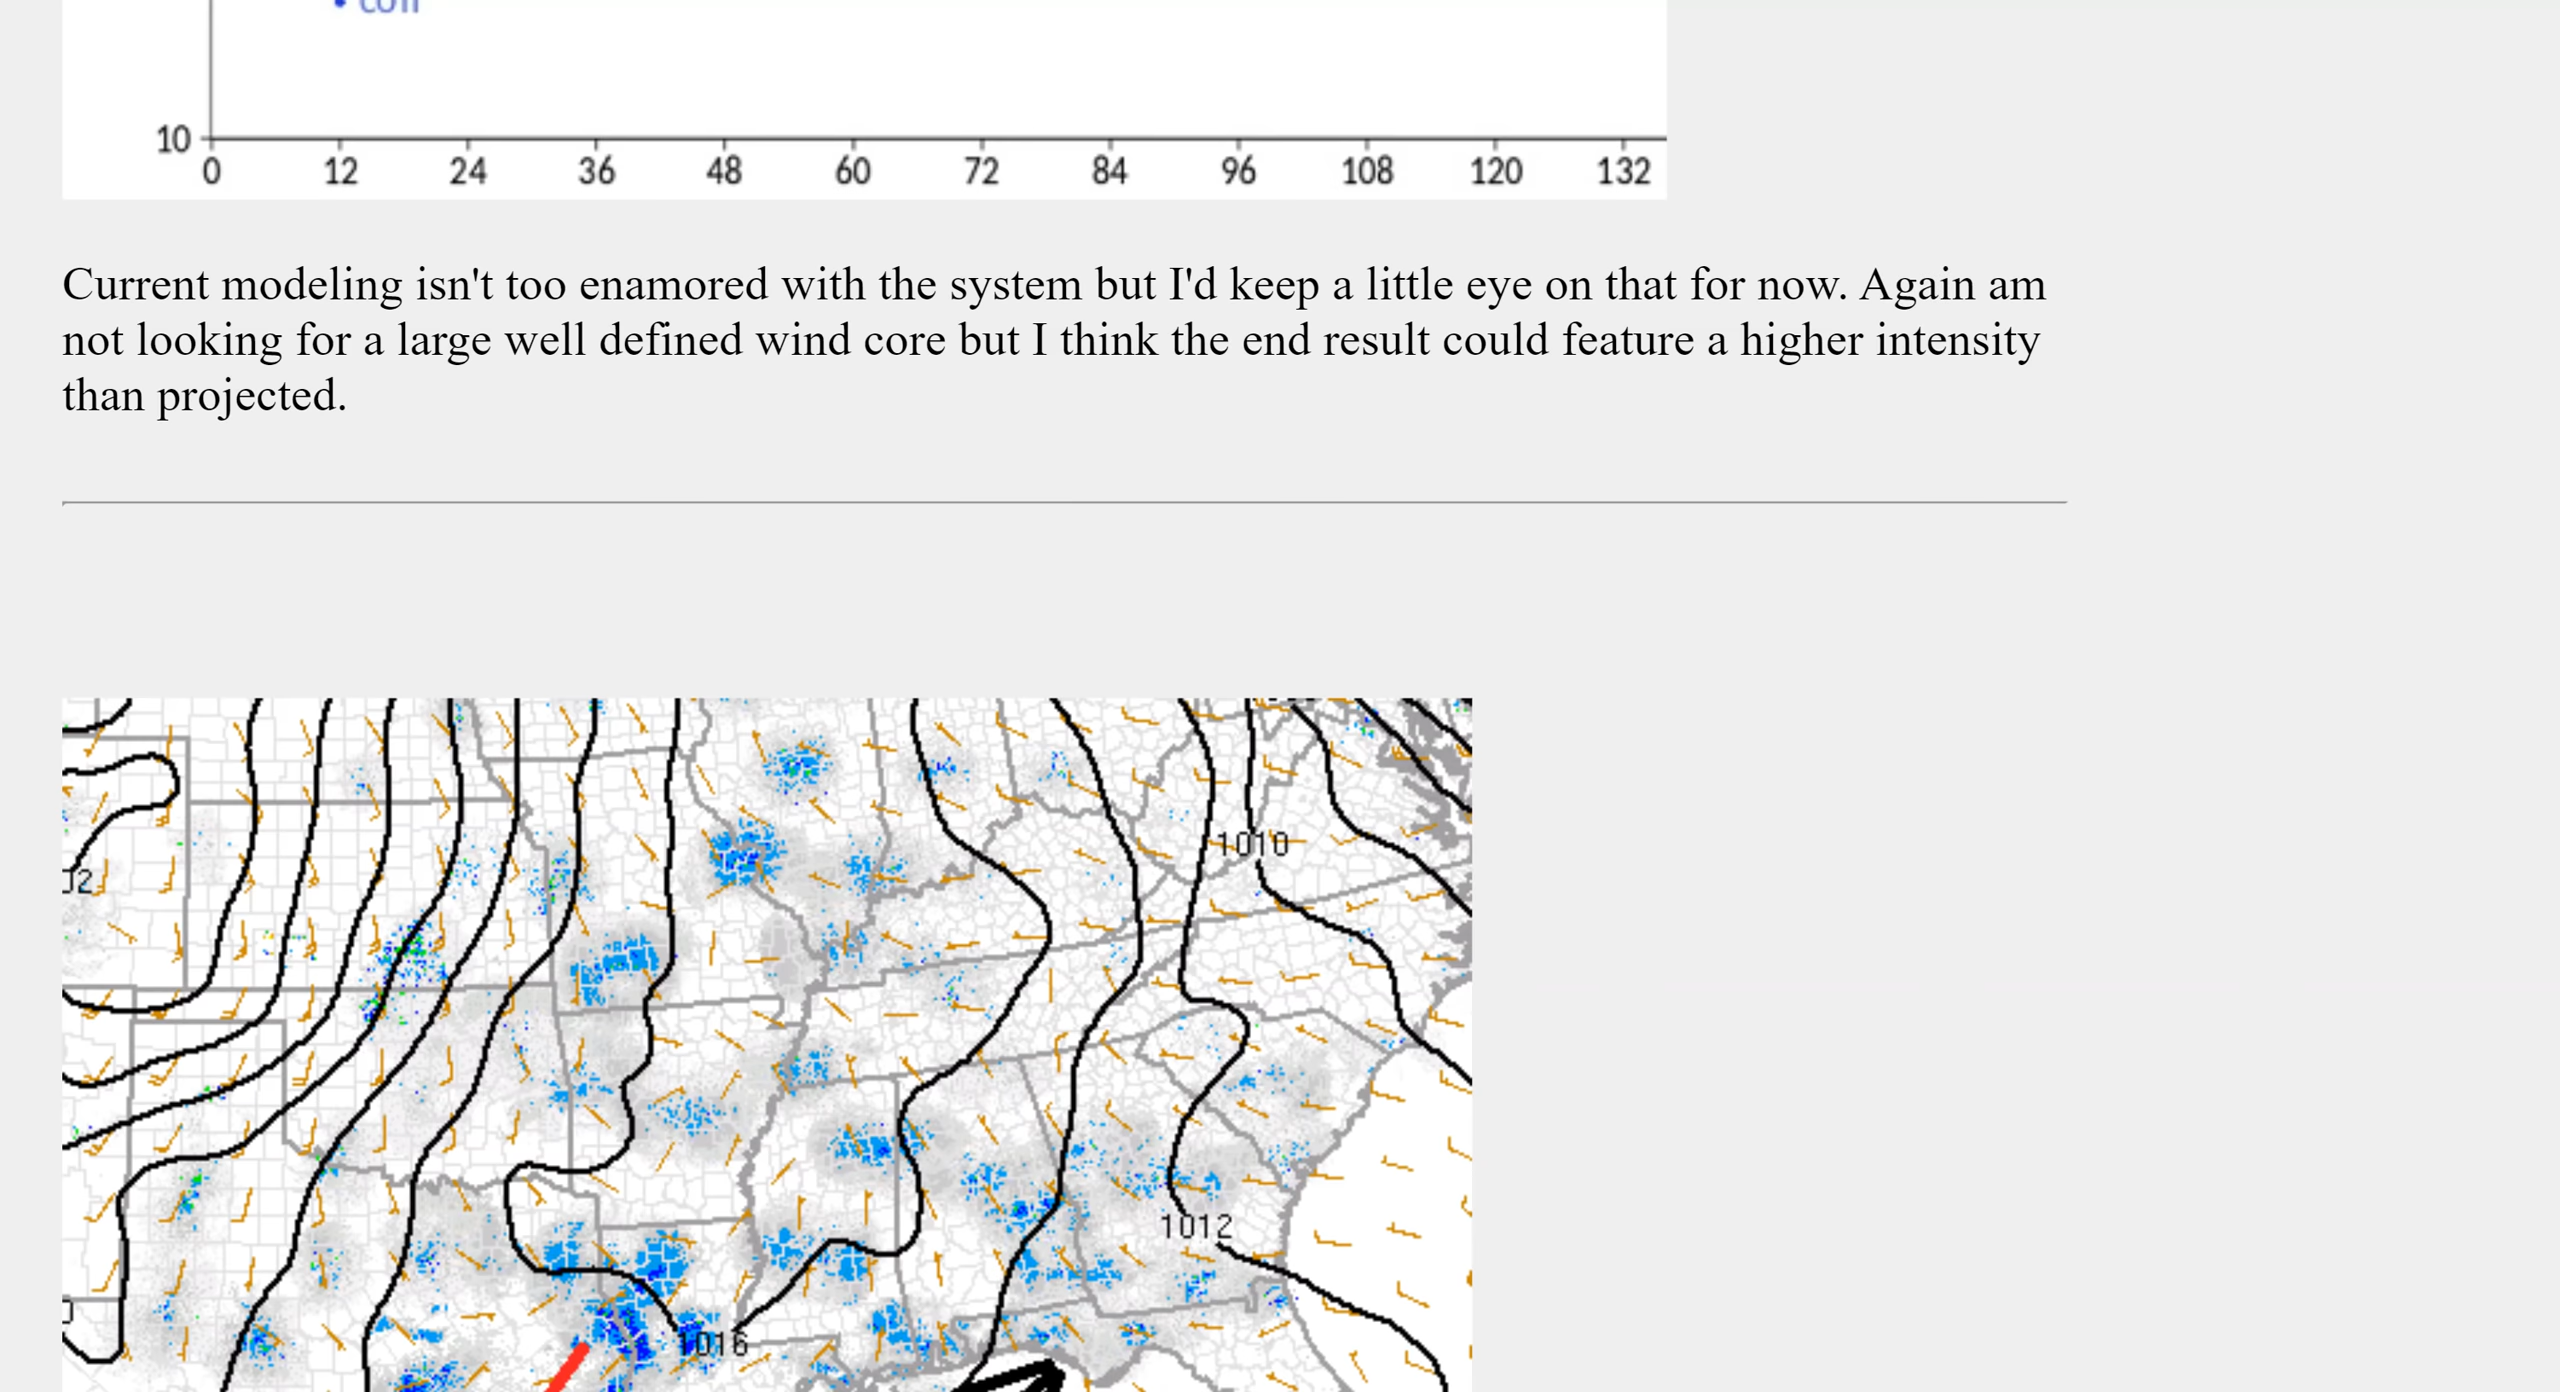 10
0 12 24 36 48 60 72 84 96 108 120 132
Current modeling isn't too enamored with the system but I'd keep a little eye on that for now. Again am
not looking for a large well defined wind core but I think the end result could feature a higher intensity
than projected.
1010
1012
1016